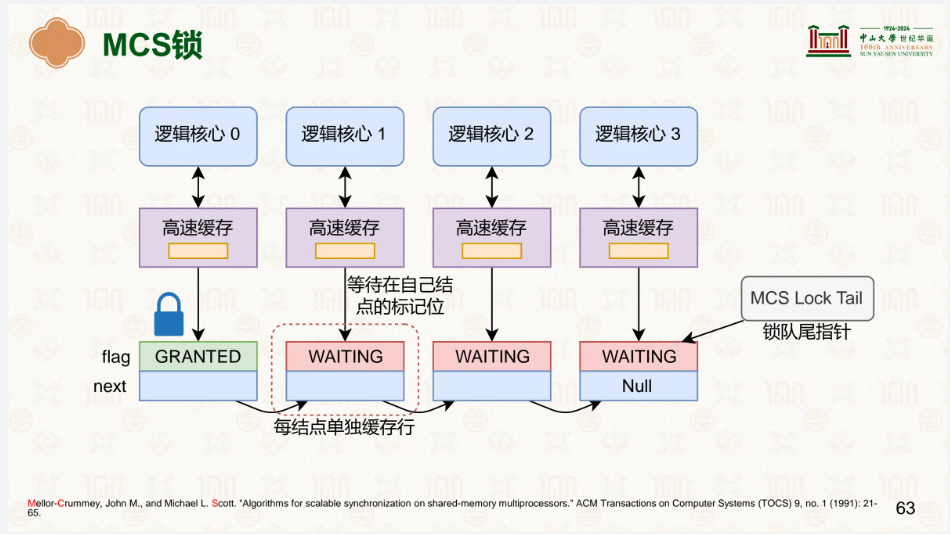 MCS锁
1924-2024
中山大學 世纪华诞
100th ANNIVERSARY
SUN YAT-SEN UNIVERSITY
逻辑核心 0
逻辑核心 1
逻辑核心 2
逻辑核心 3
高速缓存
高速缓存
高速缓存
高速缓存
等待在自己结
点的标记位
MCS Lock Tail
锁队尾指针
flag
GRANTED
WAITING
WAITING
WAITING
next
Null
每结点单独缓存行
Mellor-Crummey, John M., and Michael L. Scott. "Algorithms for scalable synchronization on shared-memory multiprocessors." ACM Transactions on Computer Systems (TOCS) 9, no. 1 (1991): 21-
65.
63